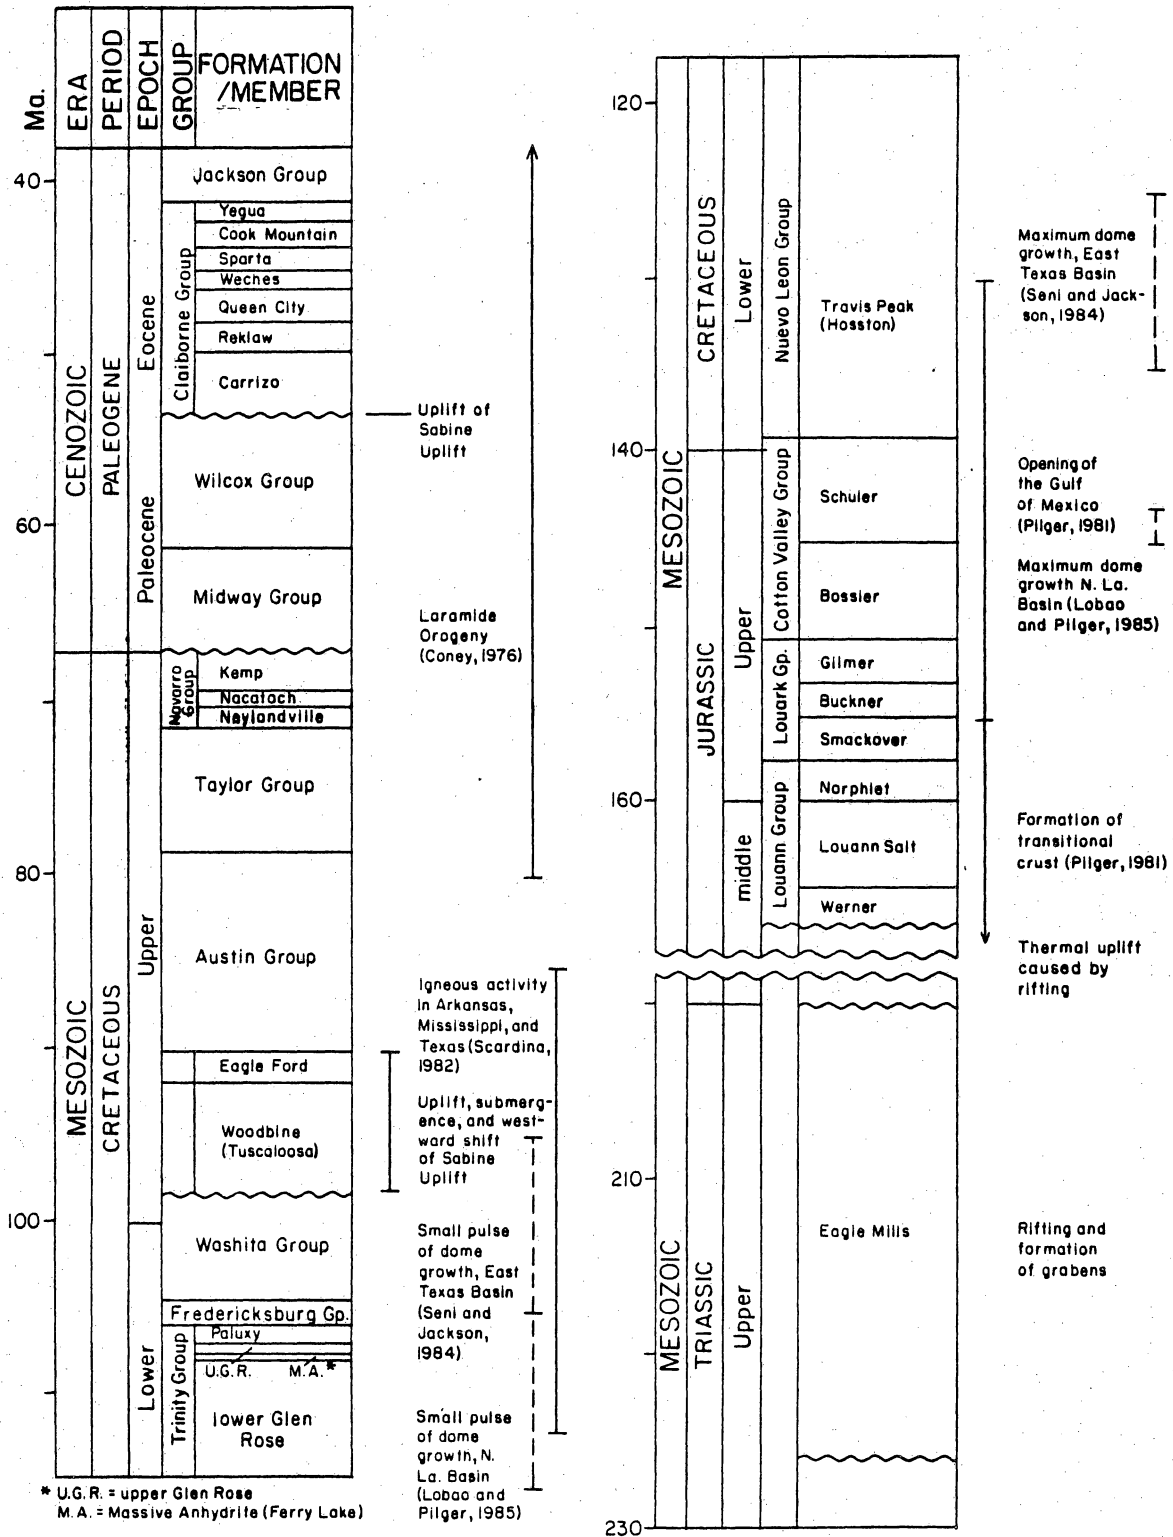 Ma.
ERA
PERIOD
EPOCH
GROUP
FORMATION
/MEMBER
40
60
80
100
CENOZOIC
MESOZOIC
PALEOGENE
CRETACEOUS
Eocene
Paleocene
Upper
Lower
Jackson Group
Claiborne Group
Yegua
Cook Mountain
Sparta
Weches
Queen City
Reklaw
Carrizo
Wilcox Group
Midway Group
Navarro
Group
Kemp
Nacatoch
Neylandville
Taylor Group
Austin Group
Eagle Ford
Woodbine
(Tuscaloosa)
Washita Group
Fredericksburg Gp.
Trinity Group
Paluxy
U.G.R. M.A.*
lower Glen
Rose
* U.G.R. = upper Glen Rose
M.A. = Massive Anhydrite (Ferry Lake)
Uplift of
Sabine
Uplift
Laramide
Orogeny
(Coney, 1976)
Igneous activity
in Arkansas,
Mississippi, and
Texas (Scardina,
1982)
Uplift, submerg-
ence, and west-
ward shift
of Sabine
Uplift
Small pulse
of dome
growth, East
Texas Basin
(Seni and
Jackson,
1984)
Small pulse
of dome
growth, N.
La. Basin
(Lobao and
Pilger, 1985)
120
140
160
210
230
MESOZOIC
CRETACEOUS
JURASSIC
Lower
Upper
middle
Nuevo Leon Group
Travis Peak
(Hosston)
Cotton Valley Group
Schuler
Bossier
Louark Gp.
Gilmer
Buckner
Smackover
Louann Group
Norphlet
Louann Salt
Werner
MESOZOIC
TRIASSIC
Upper
Eagle Mills
Maximum dome
growth, East
Texas Basin
(Seni and Jack-
son, 1984)
Opening of
the Gulf
of Mexico
(Pilger, 1981)
Maximum dome
growth N. La.
Basin (Lobao
and Pilger, 1985)
Formation of
transitional
crust (Pilger, 1981)
Thermal uplift
caused by
rifting
Rifting and
formation
of grabens